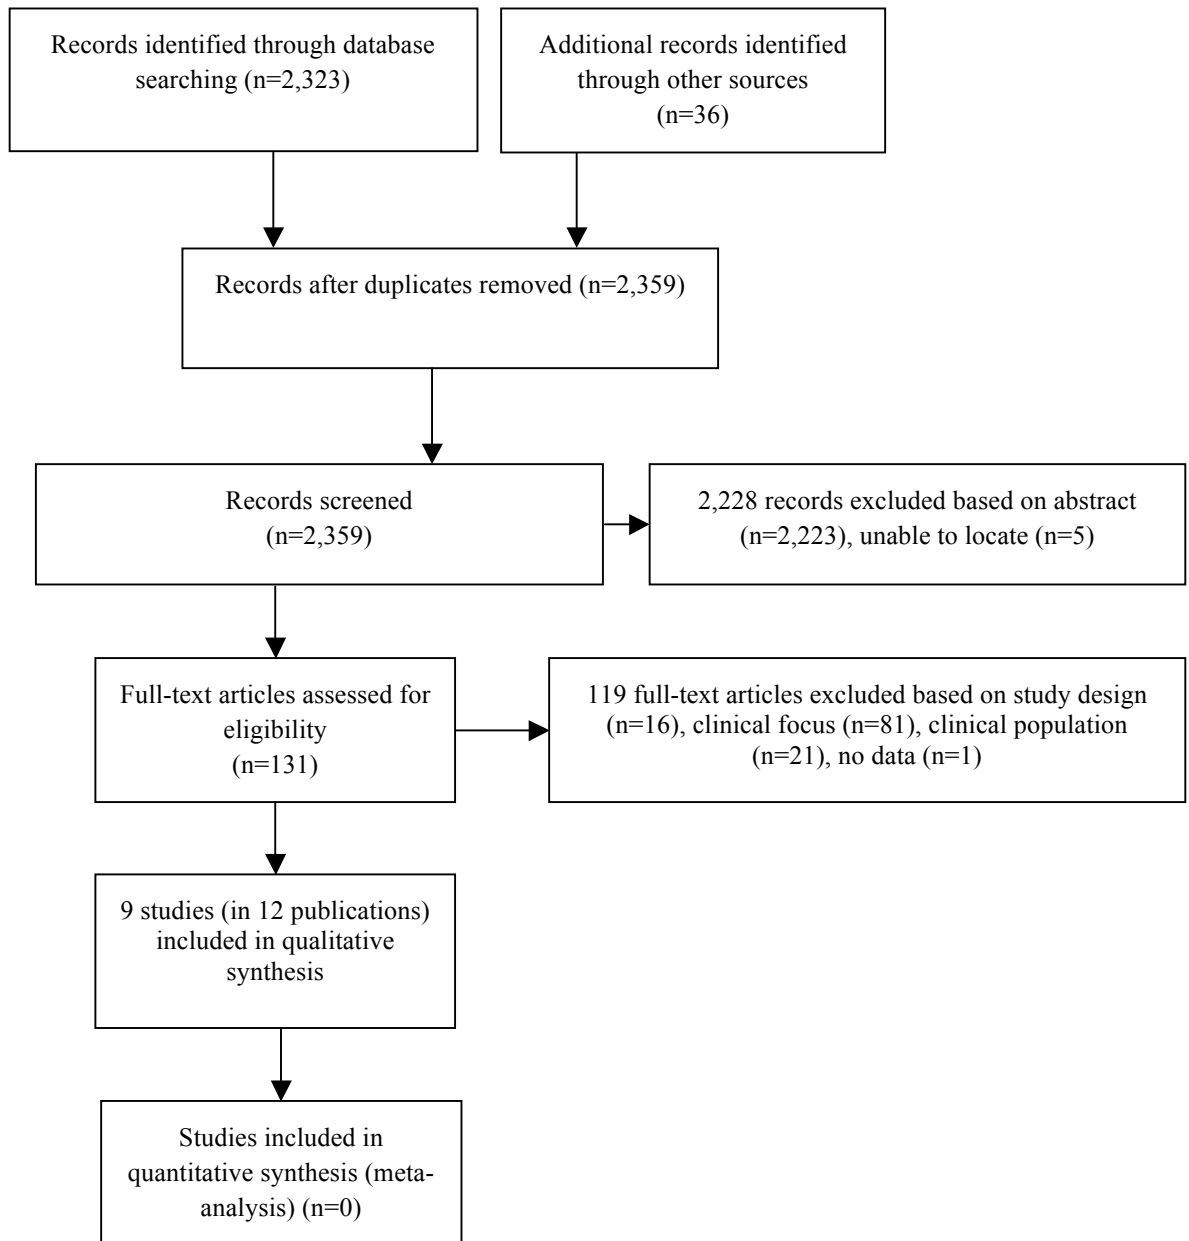 Records identified through database
searching (n=2,323)
Additional records identified
through other sources
(n=36)
Records after duplicates removed (n=2,359)
Records screened
(n=2,359)
2,228 records excluded based on abstract
(n=2,223), unable to locate (n=5)
Full-text articles assessed for
eligibility
(n=131)
119 full-text articles excluded based on study design
(n=16), clinical focus (n=81), clinical population
(n=21), no data (n=1)
9 studies (in 12 publications)
included in qualitative
synthesis
Studies included in
quantitative synthesis (meta-
analysis) (n=0)